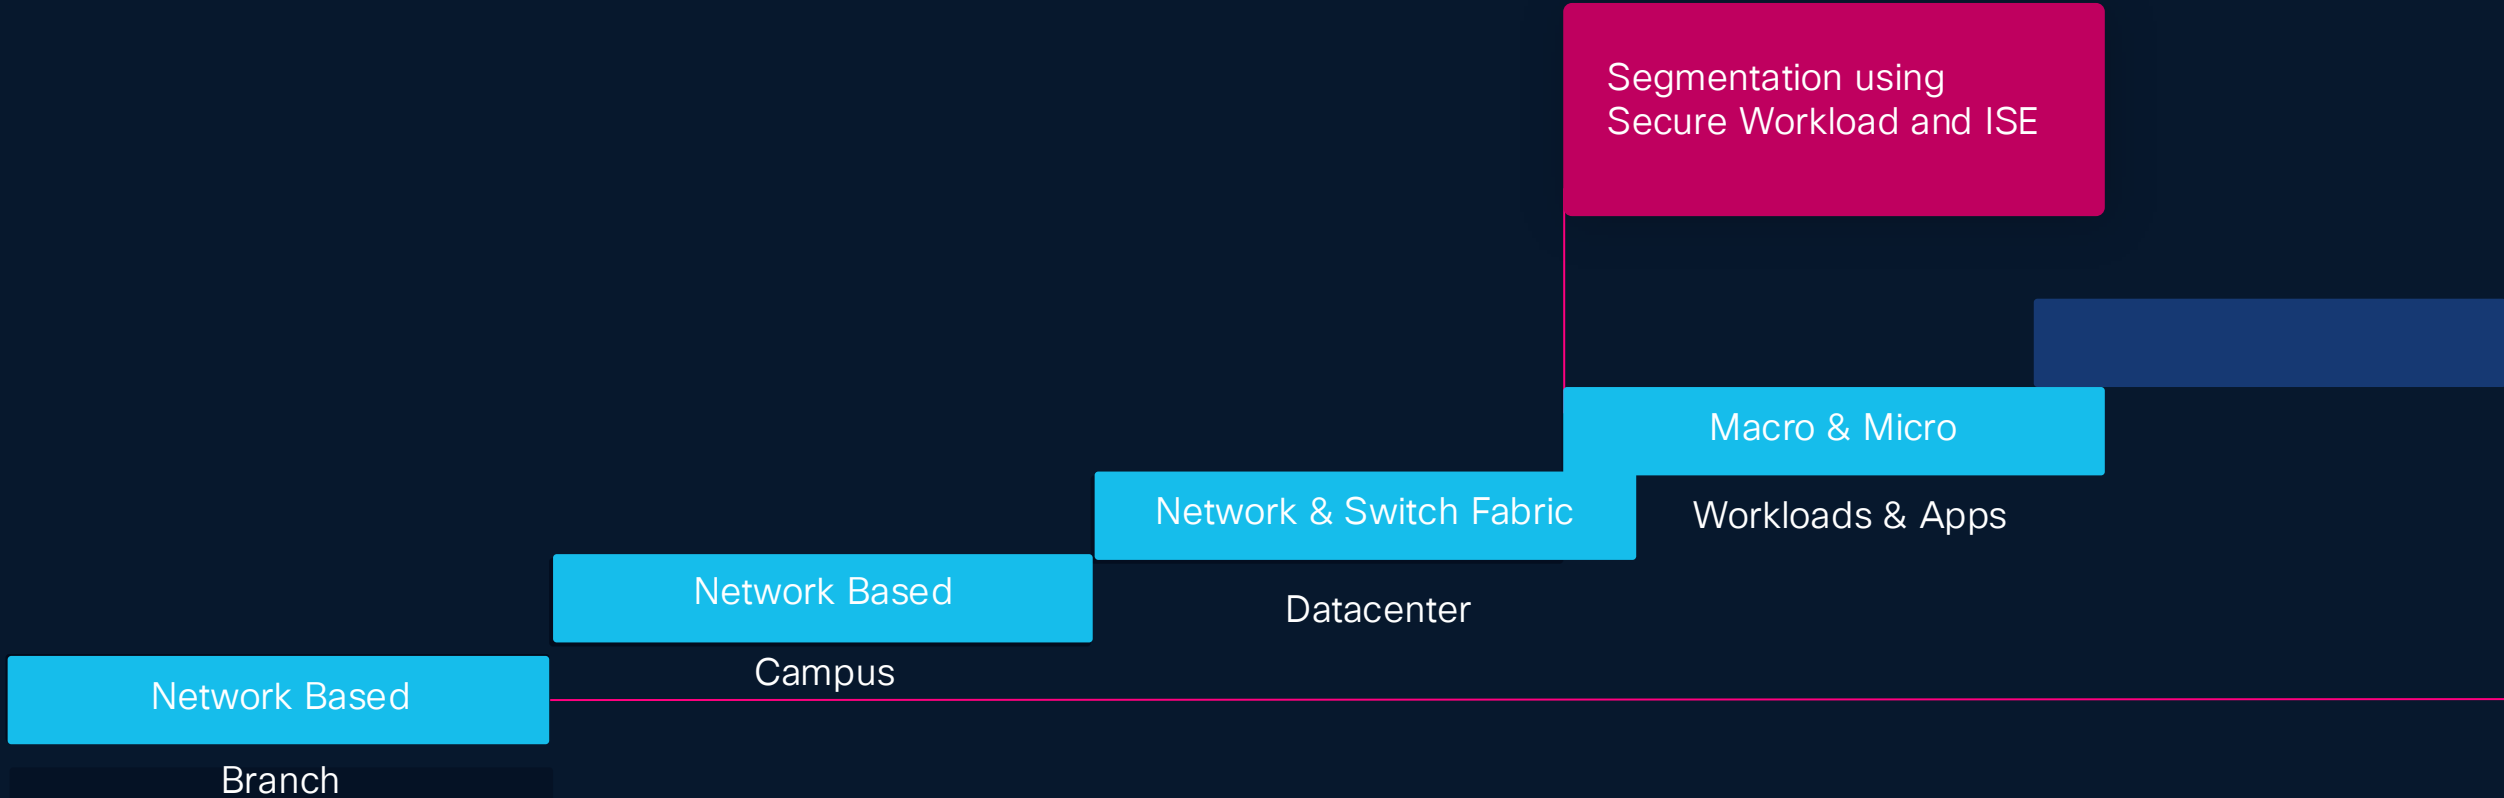 Segmentation using
Secure Workload and ISE
Macro & Micro
Workloads & Apps
Network & Switch Fabric
Datacenter
Network Based
Campus
Network Based
Branch